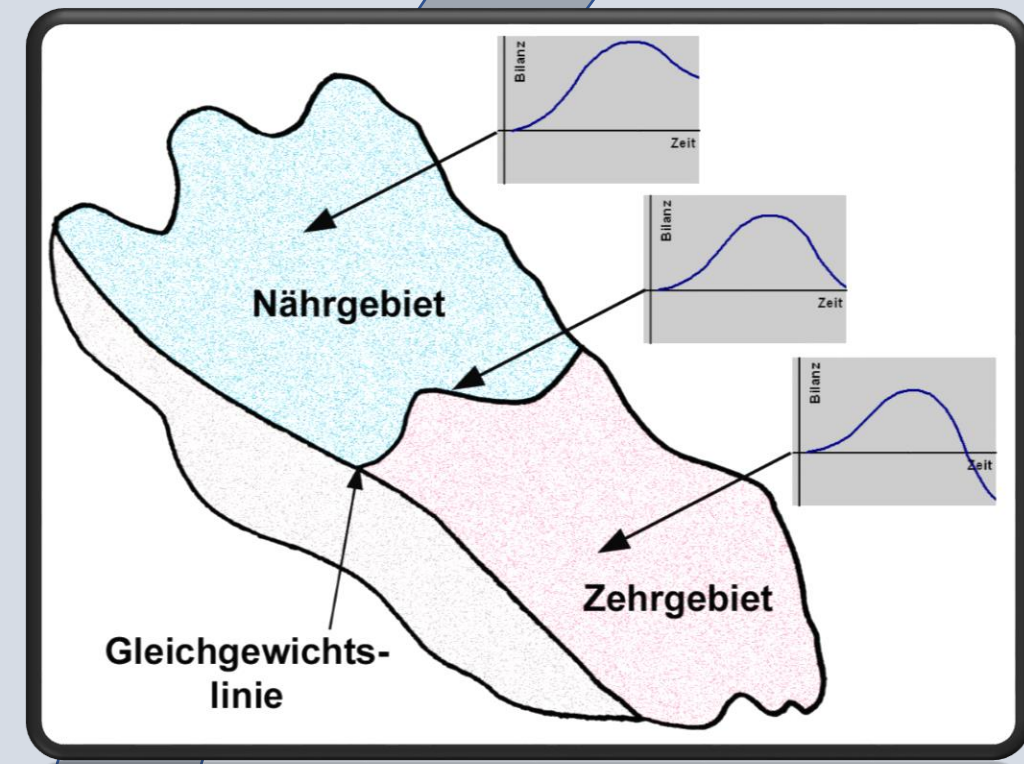 Bilanz
Zeit
Bilanz
Zeit
Nährgebiet
Bilanz
Zeit
Zehrgebiet
Gleichgewichts-
linie